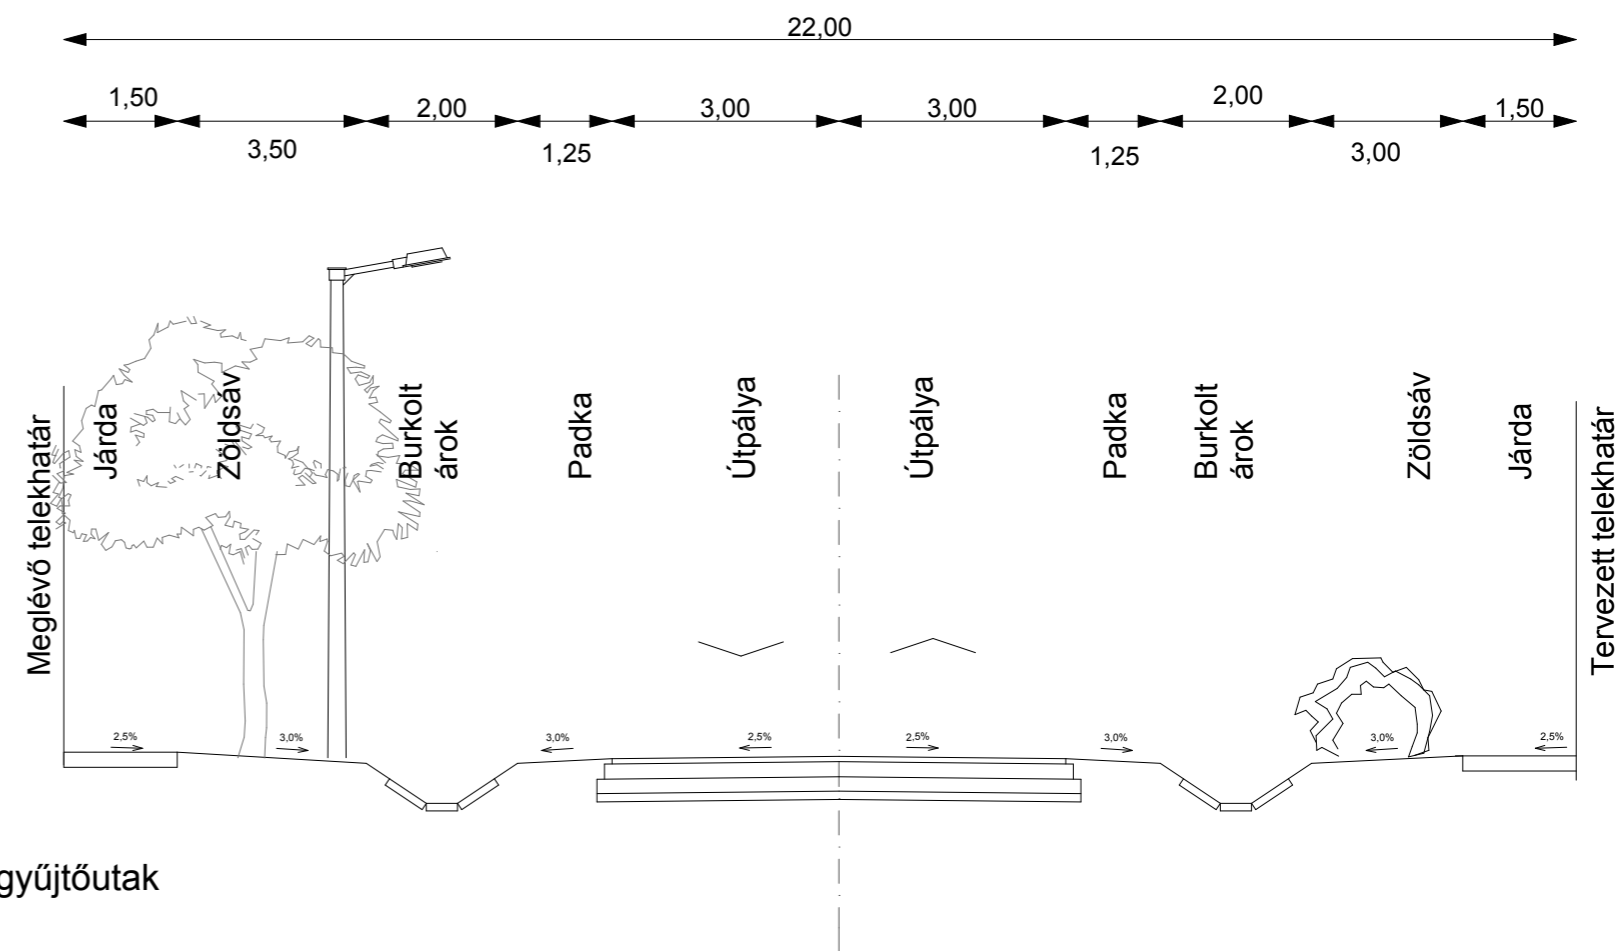 22,00
1,50
2,00
3,00
3,00
2,00
1,50
3,50
1,25
1,25
3,00
Meglévő telekhatár
Járda
Zöldsáv
Burkolt
árok
Padka
Útpálya
Útpálya
Padka
Burkolt
árok
Zöldsáv
Járda
Tervezett telekhatár
2,5%
3,0%
3,0%
2,5%
2,5%
3,0%
3,0%
2,5%
gyűjtőutak